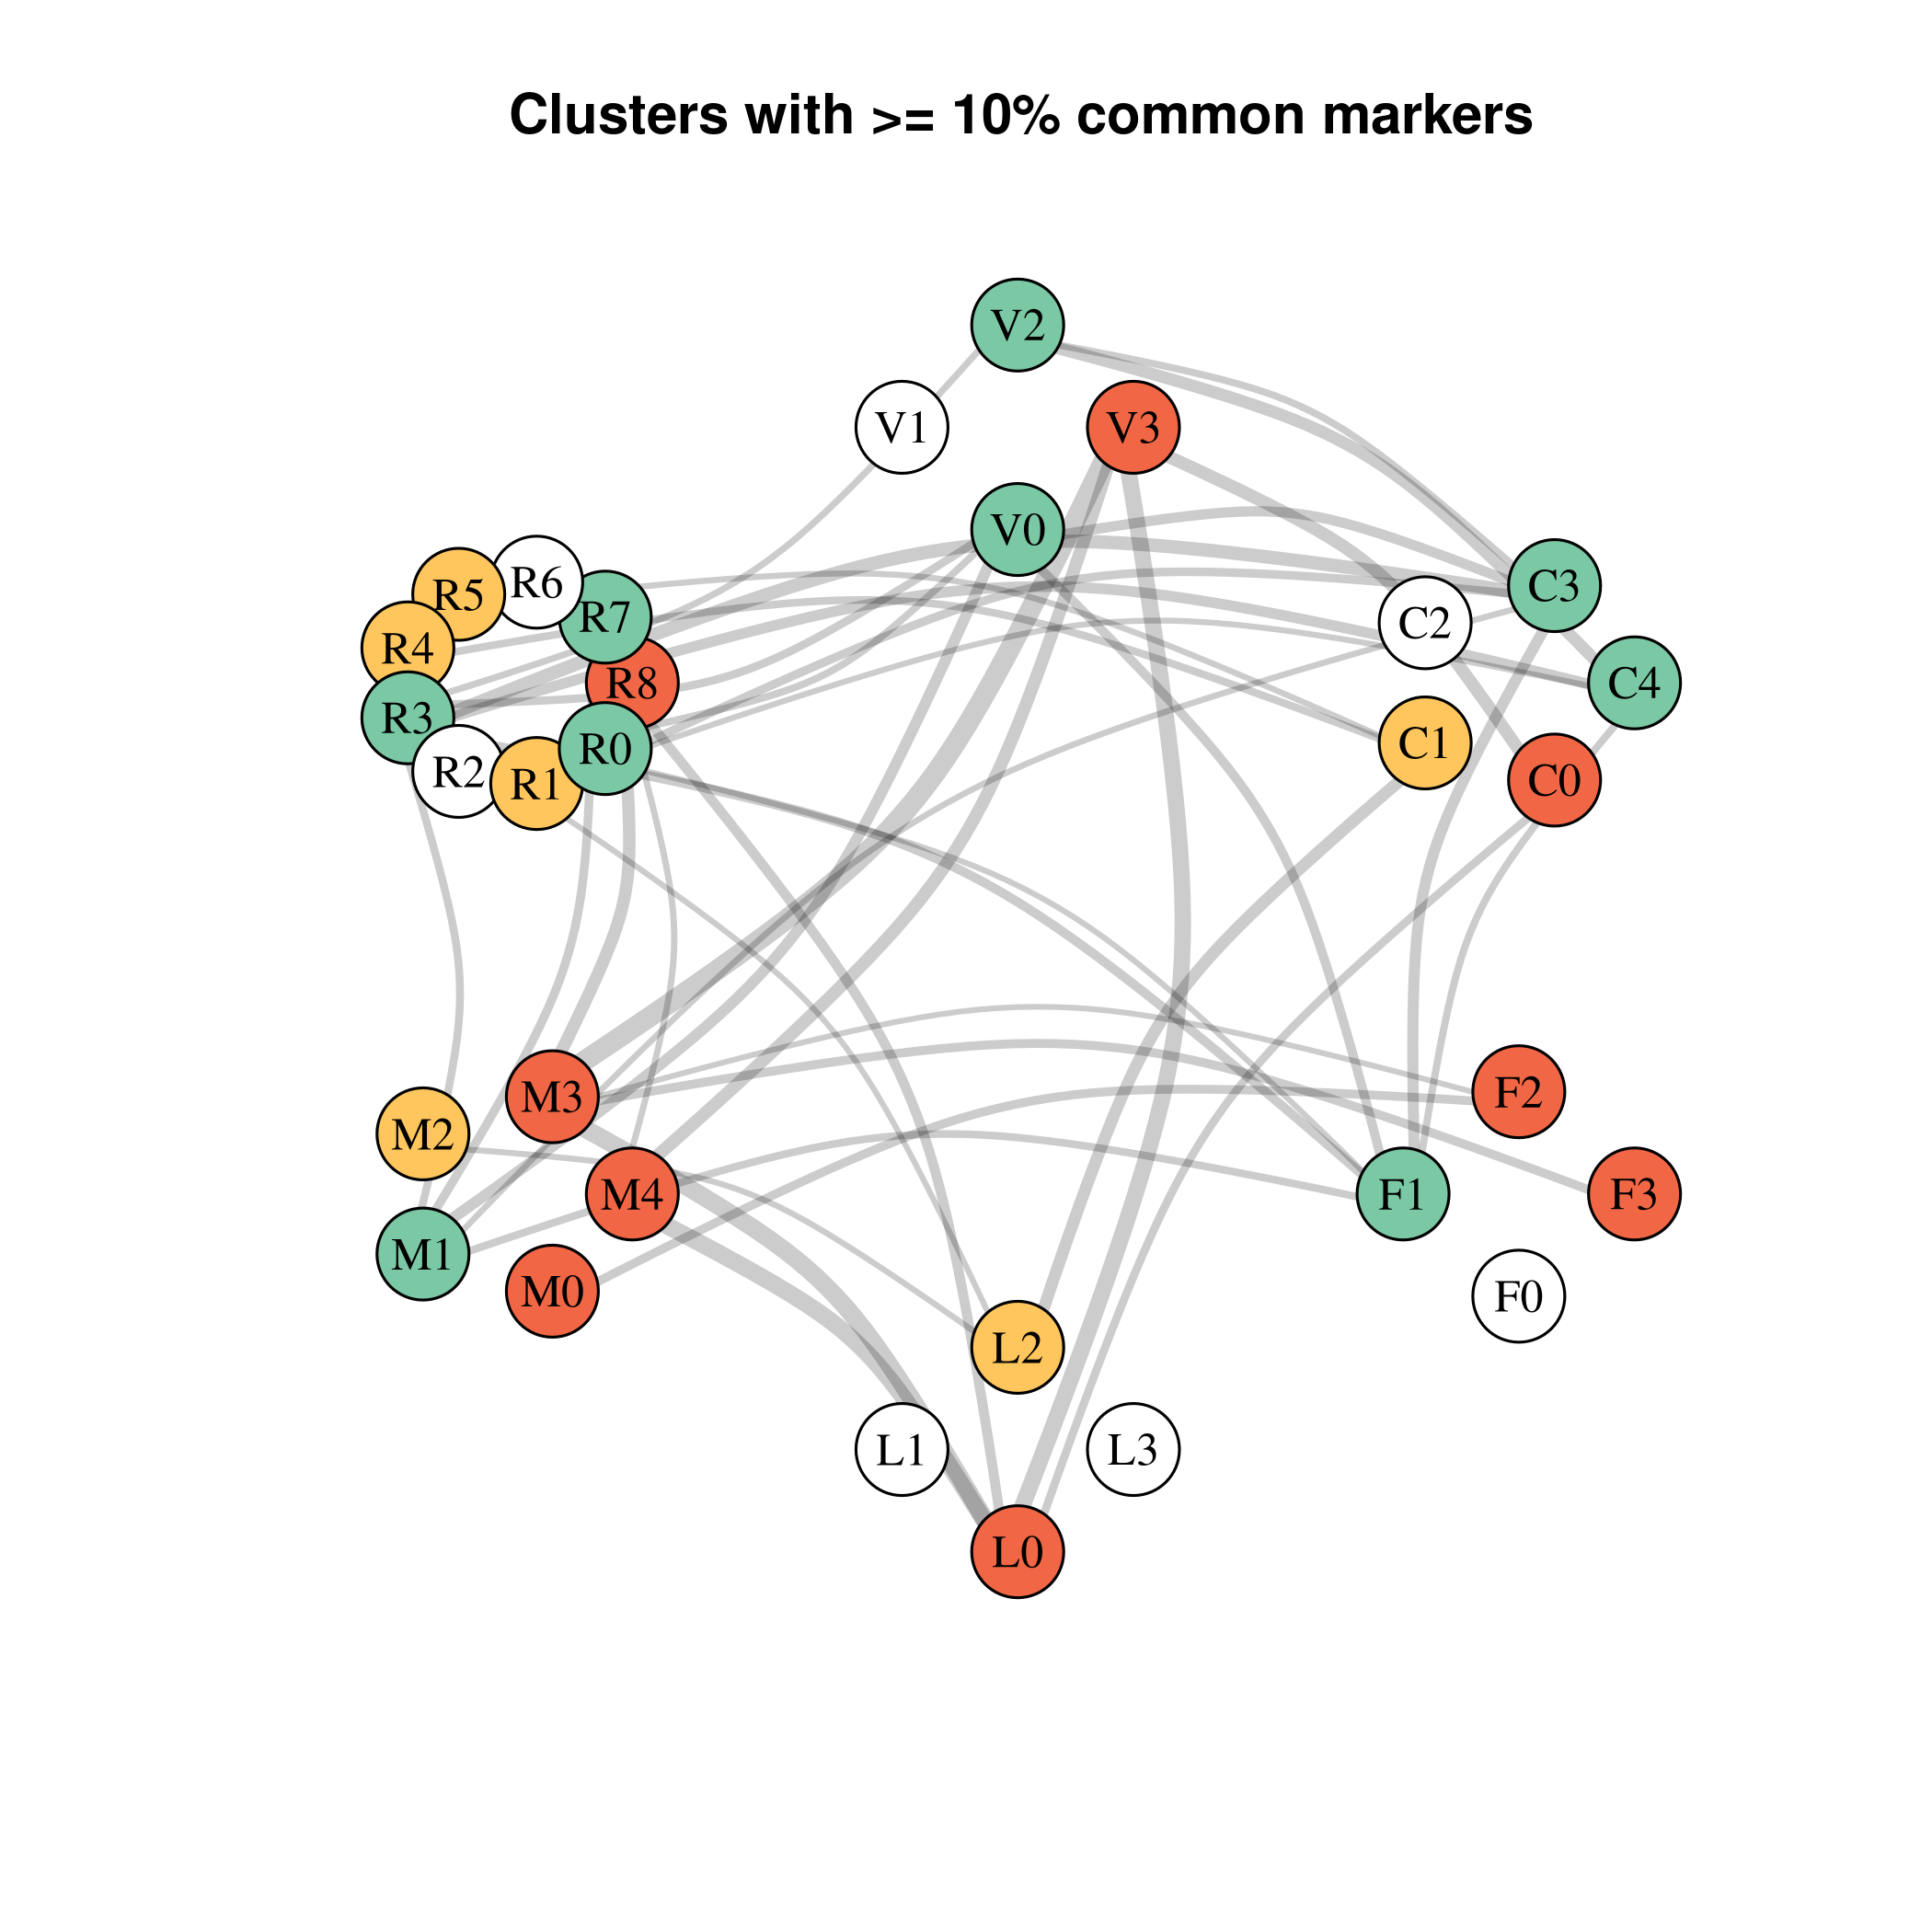 Clusters with >= 10% common markers
V2
V1
V3
V0
R5
R6
R7
R4
R8
R3
R2
R1
R0
C3
C2
C4
C1
C0
M3
M2
M4
M1
M0
F2
F1
F3
F0
L2
L1
L3
L0